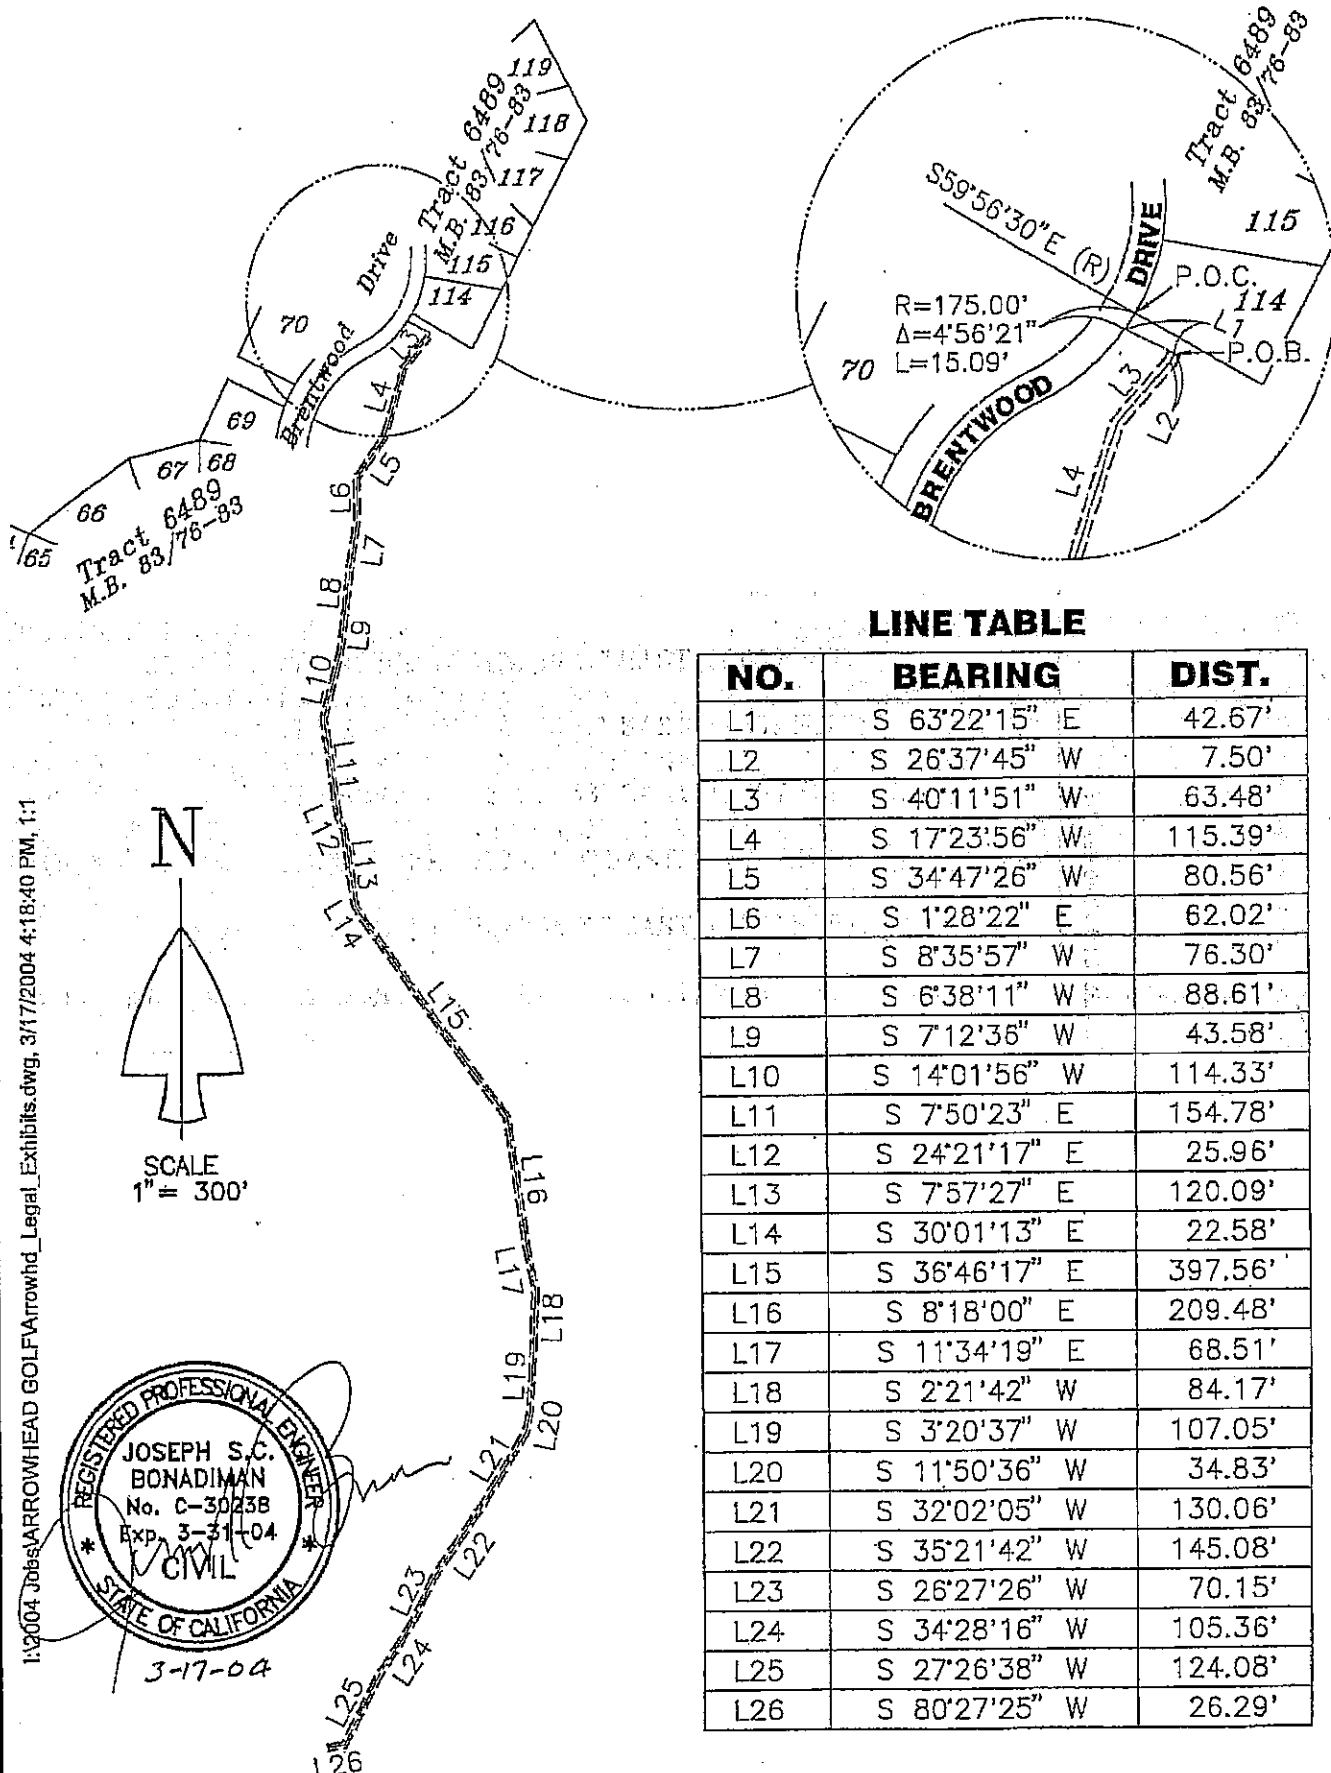 119
118
117
116
115
114
Tract 6489
M.B. 83/76-83
Brentwood Drive
70
69
68
67
66
65
Tract 6489
M.B. 83/76-83
L3
L4
L5
L6
L7
L8
L9
L10
L11
L12
L13
L14
L15
L16
L17
L18
L19
L20
L21
L22
L23
L24
L25
L26
Tract 6489
M.B. 83/76-83
S59°56'30"E (R)
BRENTWOOD DRIVE
115
P.O.C.
114
L1
P.O.B.
R=175.00'
Δ=4°56'21"
L=15.09'
70
L3
L2
L4
N
SCALE
1"= 300'
LINE TABLE
NO. BEARING DIST.
L1 S 63°22'15" E 42.67'
L2 S 26°37'45" W 7.50'
L3 S 40°11'51" W 63.48'
L4 S 17°23'56" W 115.39'
L5 S 34°47'26" W 80.56'
L6 S 1°28'22" E 62.02'
L7 S 8°35'57" W 76.30'
L8 S 6°38'11" W 88.61'
L9 S 7°12'36" W 43.58'
L10 S 14°01'56" W 114.33'
L11 S 7°50'23" E 154.78'
L12 S 24°21'17" E 25.96'
L13 S 7°57'27" E 120.09'
L14 S 30°01'13" E 22.58'
L15 S 36°46'17" E 397.56'
L16 S 8°18'00" E 209.48'
L17 S 11°34'19" E 68.51'
L18 S 2°21'42" W 84.17'
L19 S 3°20'37" W 107.05'
L20 S 11°50'36" W 34.83'
L21 S 32°02'05" W 130.06'
L22 S 35°21'42" W 145.08'
L23 S 26°27'26" W 70.15'
L24 S 34°28'16" W 105.36'
L25 S 27°26'38" W 124.08'
L26 S 80°27'25" W 26.29'
REGISTERED PROFESSIONAL ENGINEER
JOSEPH S.C.
BONADIMAN
No. C-30238
Exp. 3-31-04
CIVIL
STATE OF CALIFORNIA
3-17-04
I:\2004 Jobs\ARROWHEAD GOLF\Arrowhd_Legal_Exhibits.dwg, 3/17/2004 4:18:40 PM, 1:1